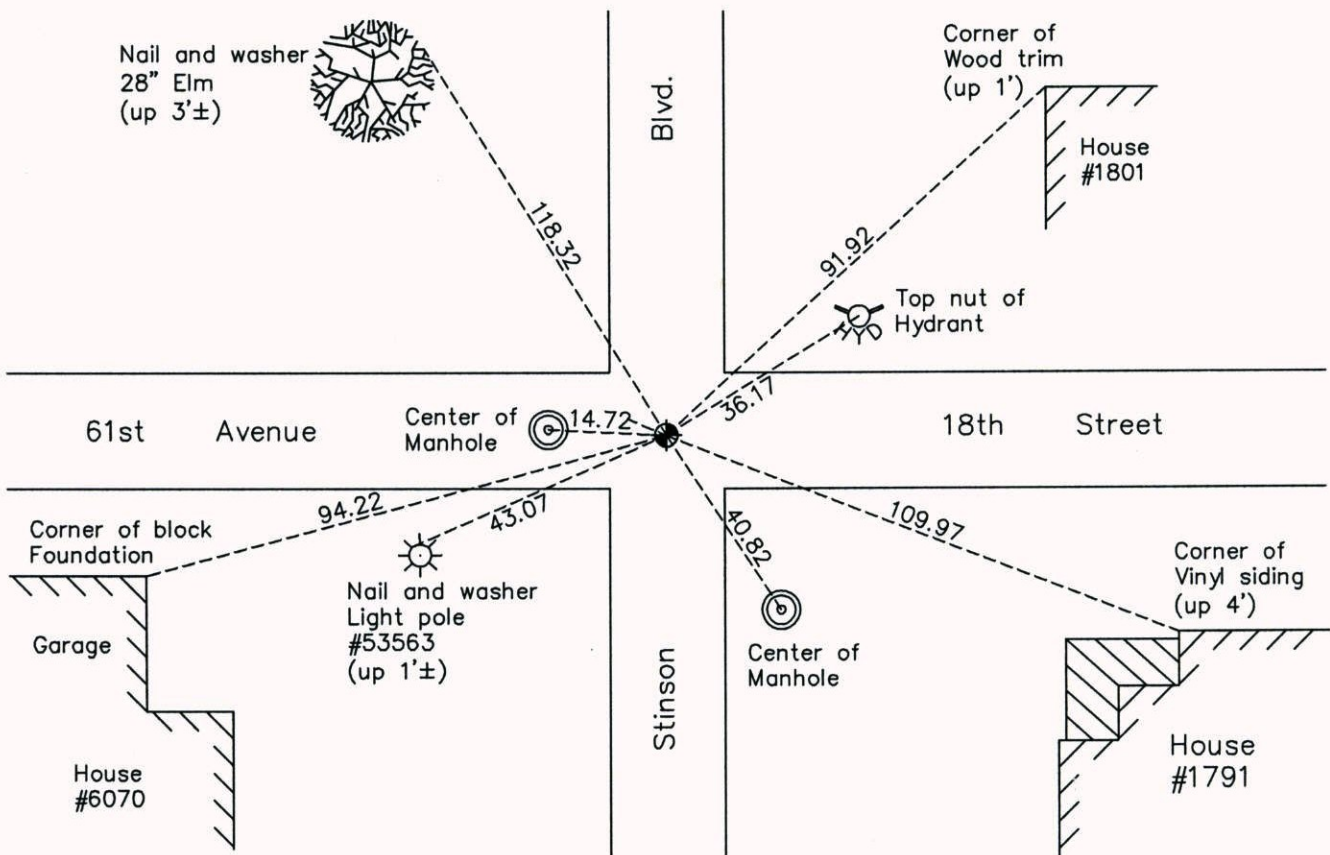 Nail and washer
28" Elm
(up 3'±)
Blvd.
Corner of
Wood trim
(up 1')
House
#1801
118.32
91.92
Top nut of
Hydrant
HYD
36.17
61st Avenue
Center of
Manhole
14.72
18th Street
94.22
43.07
40.82
109.97
Corner of block
Foundation
Garage
Nail and washer
Light pole
#53563
(up 1'±)
House
#6070
Stinson
Center of
Manhole
Corner of
Vinyl siding
(up 4')
House
#1791